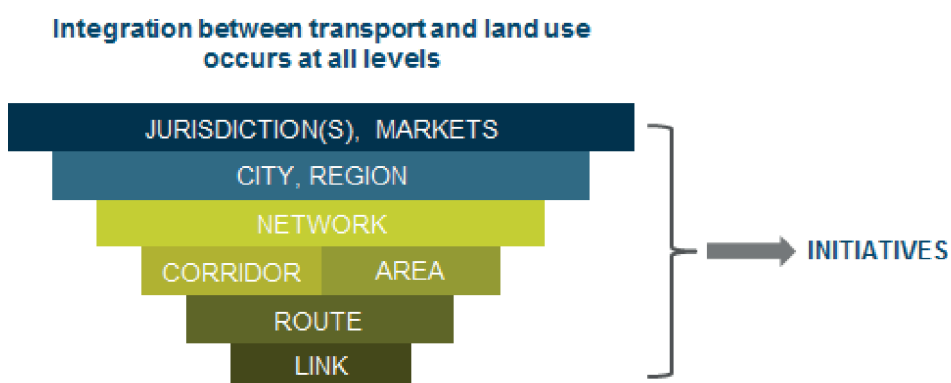 Integration between transport and land use
occurs at all levels
JURISDICTION(S), MARKETS
CITY, REGION
NETWORK
CORRIDOR AREA
ROUTE
LINK
INITIATIVES